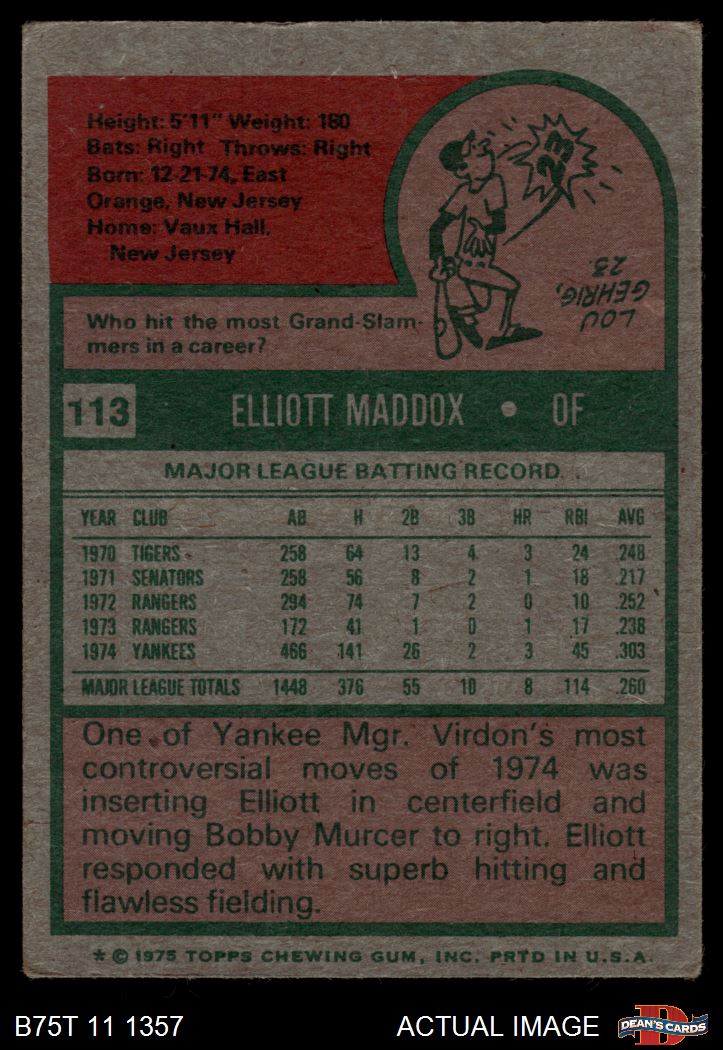 Height: 5'11" Weight: 180
Bats: Right Throws: Right
Born: 12-21-74, East
Orange, New Jersey
Home: Vaux Hall,
New Jersey
23
LOU
GEHRIG,
23.
Who hit the most Grand-Slam-
mers in a career?
113 ELLIOTT MADDOX • OF
MAJOR LEAGUE BATTING RECORD
YEAR CLUB AB H 2B 3B HR RBI AVG
1970 TIGERS 258 64 13 4 3 24 .248
1971 SENATORS 258 56 8 2 1 18 .217
1972 RANGERS 294 74 7 2 0 10 .252
1973 RANGERS 172 41 1 0 1 17 .238
1974 YANKEES 466 141 26 2 3 45 .303
MAJOR LEAGUE TOTALS 1448 376 55 10 8 114 .260
One of Yankee Mgr. Virdon's most
controversial moves of 1974 was
inserting Elliott in centerfield and
moving Bobby Murcer to right. Elliott
responded with superb hitting and
flawless fielding.
* © 1975 TOPPS CHEWING GUM, INC. PRTD IN U.S.A.
B75T 11 1357 ACTUAL IMAGE
DEAN'S CARDS